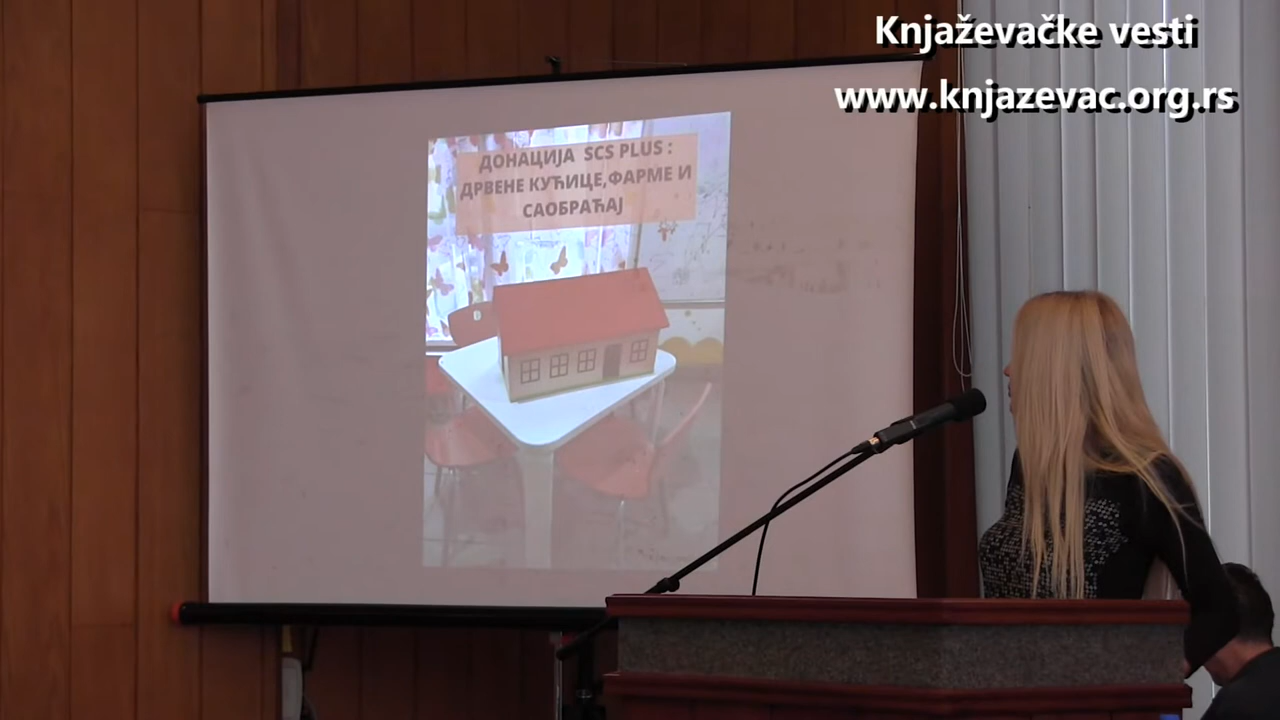 Knjaževačke vesti
www.knjazevac.org.rs
ДОНАЦИЈА SCS PLUS :
ДРВЕНЕ КУЋИЦЕ,ФАРМЕ И
САОБРАЋАЈ